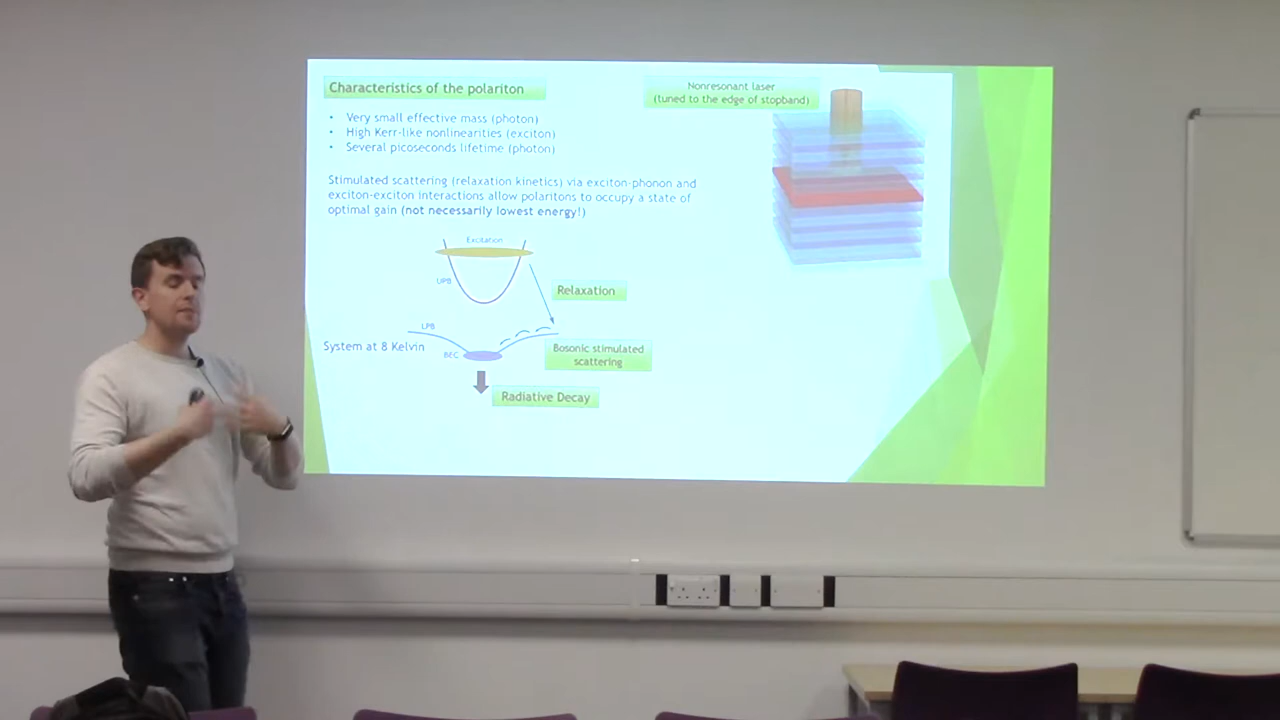 Characteristics of the polariton
• Very small effective mass (photon)
• High Kerr-like nonlinearities (exciton)
• Several picoseconds lifetime (photon)
Stimulated scattering (relaxation kinetics) via exciton-phonon and
exciton-exciton interactions allow polaritons to occupy a state of
optimal gain (not necessarily lowest energy!)
Nonresonant laser
(tuned to the edge of stopband)
Excitation
UPB
Relaxation
LPB
System at 8 Kelvin
BEC
Bosonic stimulated
scattering
Radiative Decay